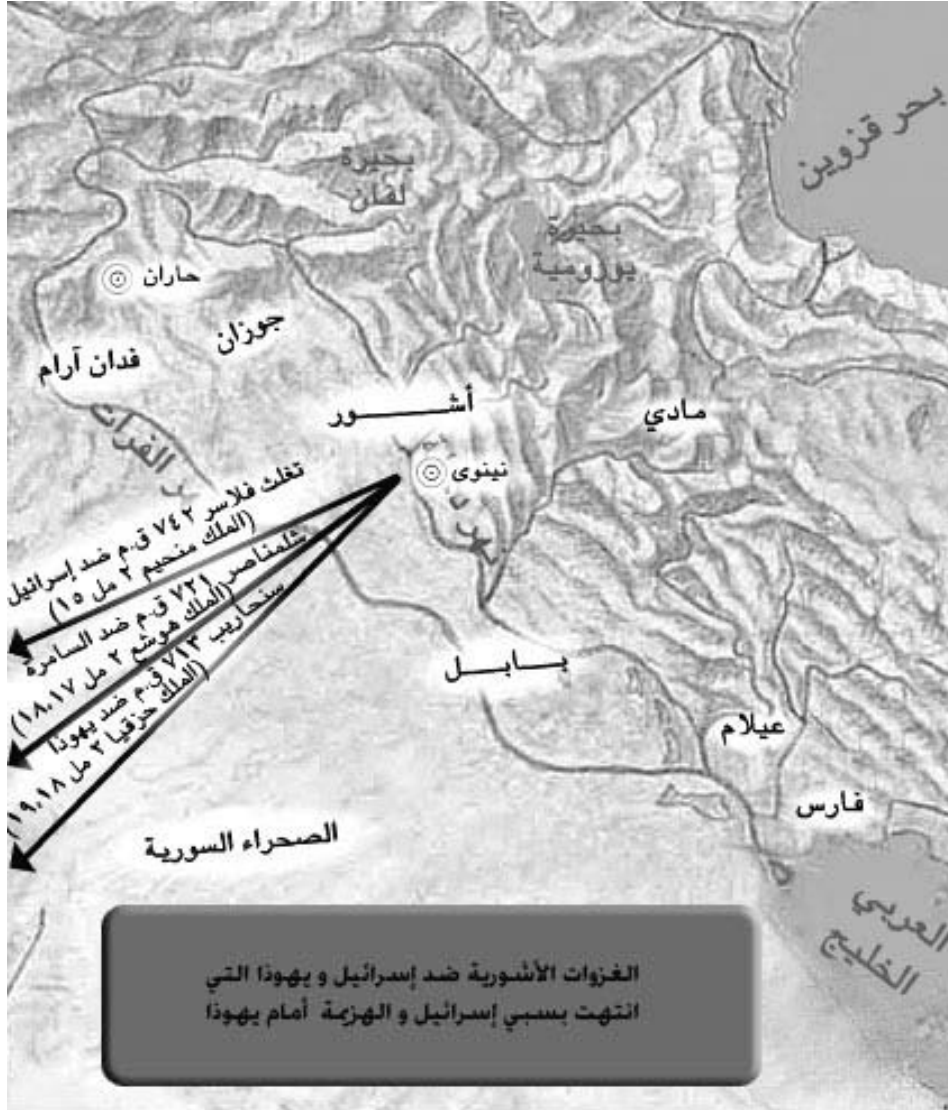 بحر قزوين
بحيرة
لفان
بحيرة
يورومية
حاران
جوزان
فدان آرام
أشـــــــور
مادي
نينوى
الفرات
تغلث فلاسر ٧٤٢ ق.م ضد إسرائيل
(الملك منحيم ٢ مل ١٥)
شلمناصر ٧٢١ ق.م ضد السامرة
(الملك هوشع ٢ مل ١٨،١٧)
سنحاريب ٧١٣ ق.م ضد يهوذا
(الملك حزقيا ٢ مل ١٩،١٨)
بـــابـــل
عيلام
فارس
الصحراء السورية
العربي
الخليج
الغزوات الأشورية ضد إسرائيل و يهوذا التي
انتهت بسبي إسرائيل و الهزيمة أمام يهوذا